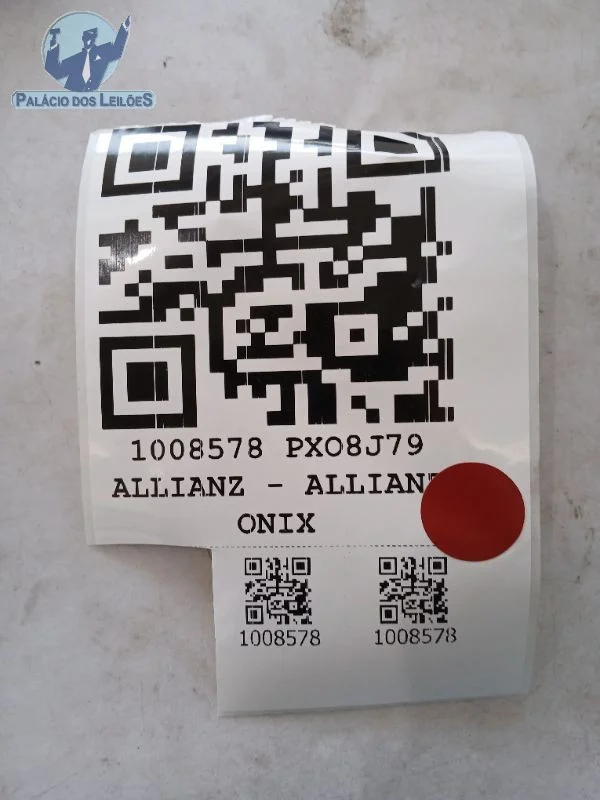 PALÁCIO DOS LEILÕES
1008578 PXO8J79
ALLIANZ - ALLIAN
ONIX
1008578 1008578